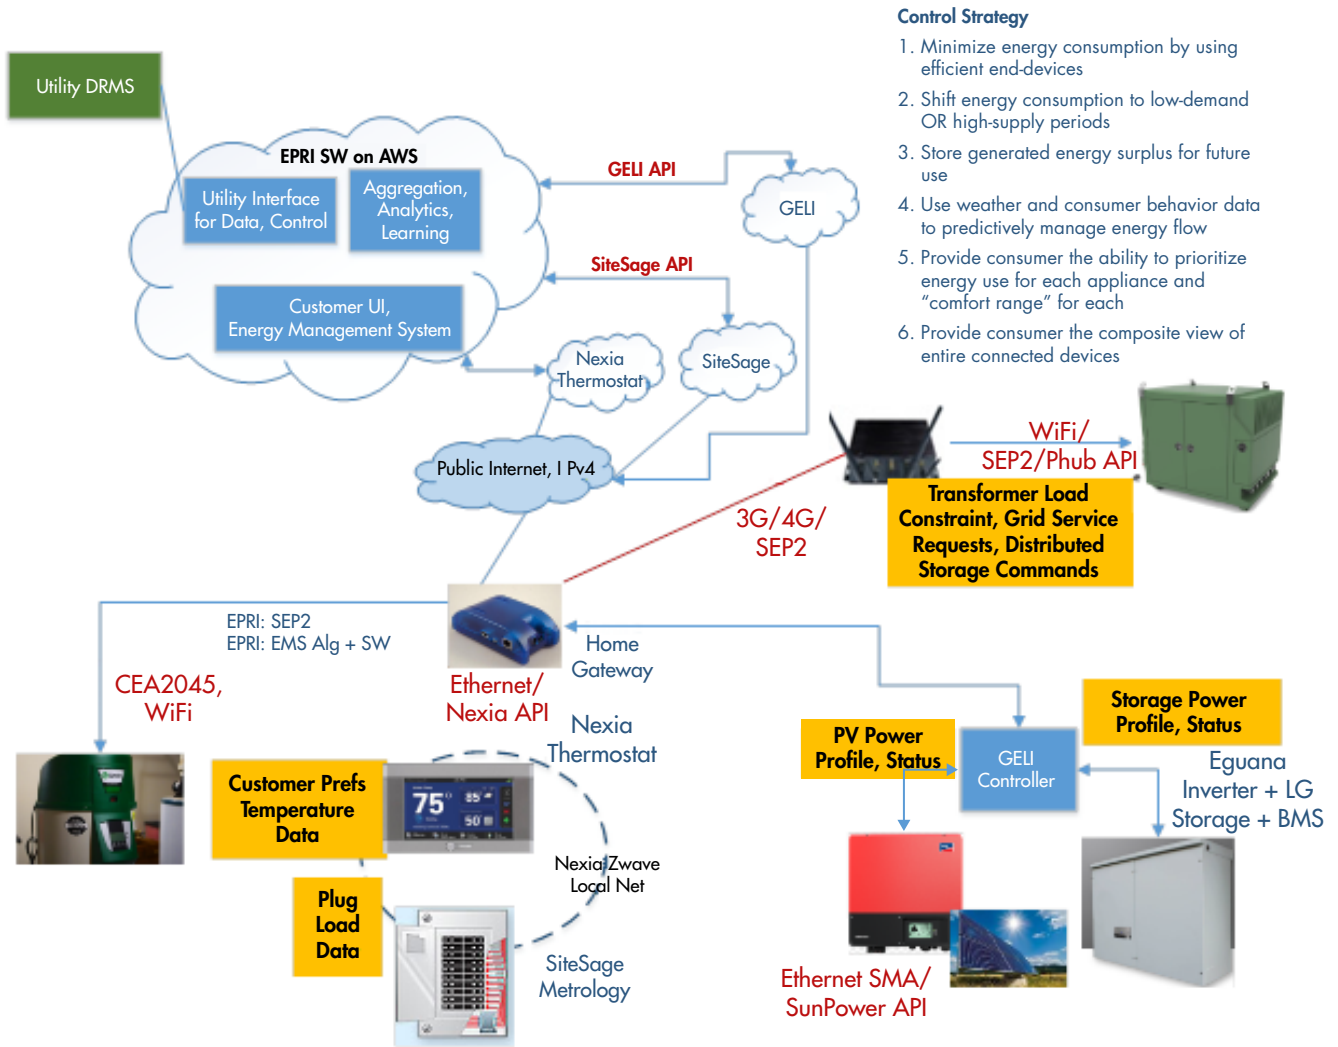 Control Strategy
1. Minimize energy consumption by using
efficient end-devices
2. Shift energy consumption to low-demand
OR high-supply periods
3. Store generated energy surplus for future
use
4. Use weather and consumer behavior data
to predictively manage energy flow
5. Provide consumer the ability to prioritize
energy use for each appliance and
“comfort range” for each
6. Provide consumer the composite view of
entire connected devices
Utility DRMS
EPRI SW on AWS
Utility Interface
for Data, Control
Aggregation,
Analytics,
Learning
Customer UI,
Energy Management System
GELI API
GELI
SiteSage API
SiteSage
Nexia
Thermostat
Public Internet, I Pv4
WiFi/
SEP2/Phub API
Transformer Load
Constraint, Grid Service
Requests, Distributed
Storage Commands
3G/4G/
SEP2
EPRI: SEP2
EPRI: EMS Alg + SW
Home
Gateway
CEA2045,
WiFi
Ethernet/
Nexia API
Nexia
Thermostat
Customer Prefs
Temperature
Data
75
85
50
Nexia Zwave
Local Net
Plug
Load
Data
SiteSage
Metrology
PV Power
Profile, Status
GELI
Controller
Storage Power
Profile, Status
Eguana
Inverter + LG
Storage + BMS
Ethernet SMA/
SunPower API